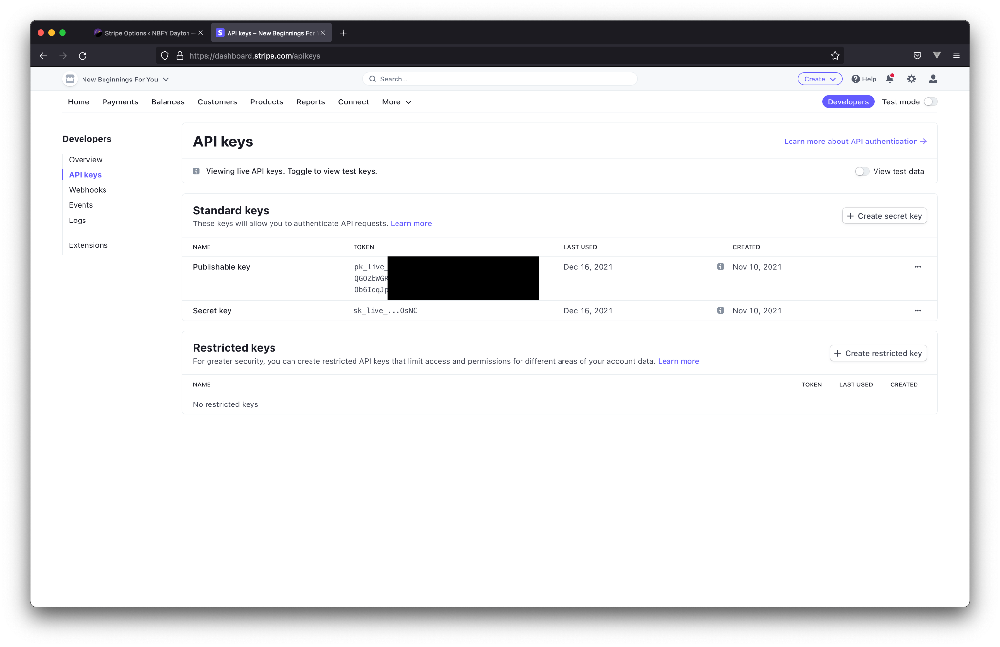 Stripe Options ‹ NBFY Dayton —
API keys – New Beginnings For Y
https://dashboard.stripe.com/apikeys
New Beginnings For You
Search...
Create
Help
Home Payments Balances Customers Products Reports Connect More
Developers Test mode
Developers
Overview
API keys
Webhooks
Events
Logs
Extensions
API keys
Learn more about API authentication →
Viewing live API keys. Toggle to view test keys.
View test data
Standard keys
These keys will allow you to authenticate API requests. Learn more
+ Create secret key
NAME TOKEN LAST USED CREATED
Publishable key pk_live_ Dec 16, 2021 Nov 10, 2021
QGOZbWGR
Ob6IdqJp
Secret key sk_live_...OsNC Dec 16, 2021 Nov 10, 2021
Restricted keys
For greater security, you can create restricted API keys that limit access and permissions for different areas of your account data. Learn more
+ Create restricted key
NAME TOKEN LAST USED CREATED
No restricted keys